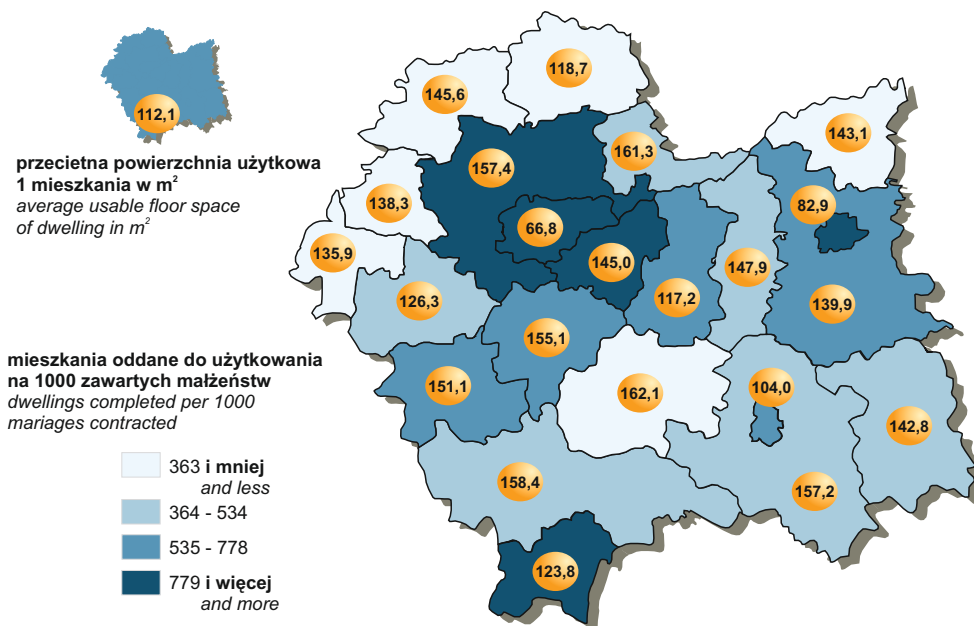 112,1
przecietna powierzchnia użytkowa
1 mieszkania w m²
average usable floor space
of dwelling in m²
mieszkania oddane do użytkowania
na 1000 zawartych małżeństw
dwellings completed per 1000
mariages contracted
363 i mniej
and less
364 - 534
535 - 778
779 i więcej
and more
118,7
145,6
143,1
161,3
157,4
138,3
82,9
66,8
135,9
145,0
147,9
126,3
117,2
139,9
155,1
151,1
162,1
104,0
142,8
158,4
157,2
123,8